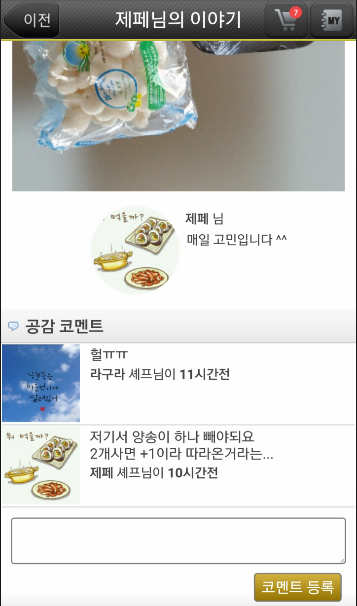 이전
제페님의 이야기
7
MY
먹을까?
제페 님
매일 고민입니다 ^^
공감 코멘트
헐ㅠㅠ
라구라 셰프님이 11시간전
뭐 먹을까?
저기서 양송이 하나 빼야되요
2개사면 +1이라 따라온거라는...
제페 셰프님이 10시간전
코멘트 등록